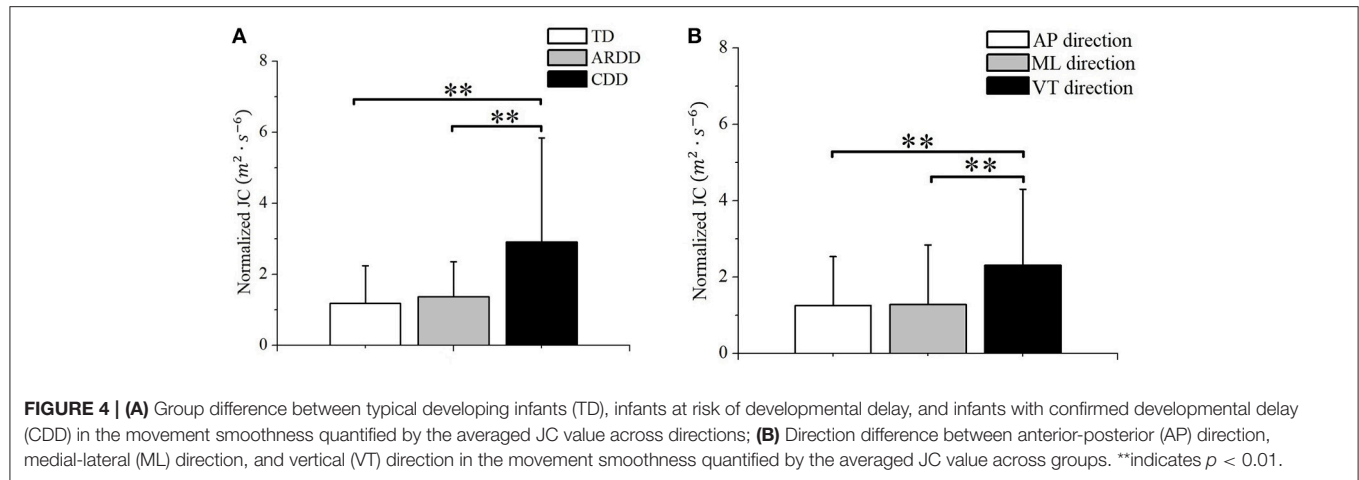 A
TD
ARDD
CDD
8
6
4
2
0
Normalized JC (m² · s⁻⁶)
**
**
B
AP direction
ML direction
VT direction
8
6
4
2
0
Normalized JC (m² · s⁻⁶)
**
**
FIGURE 4 | (A) Group difference between typical developing infants (TD), infants at risk of developmental delay, and infants with confirmed developmental delay
(CDD) in the movement smoothness quantified by the averaged JC value across directions; (B) Direction difference between anterior-posterior (AP) direction,
medial-lateral (ML) direction, and vertical (VT) direction in the movement smoothness quantified by the averaged JC value across groups. **indicates p < 0.01.